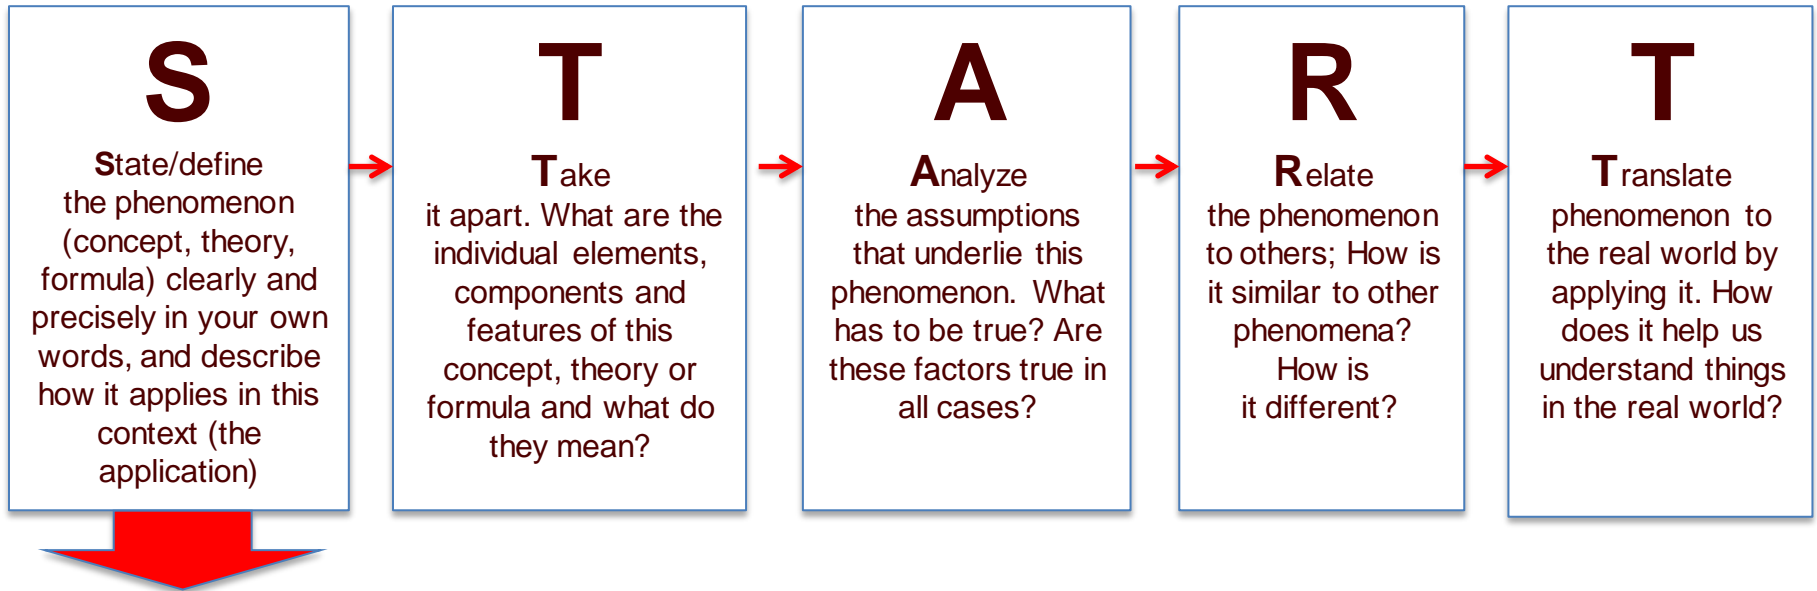 S
State/define
the phenomenon
(concept, theory,
formula) clearly and
precisely in your own
words, and describe
how it applies in this
context (the
application)
T
Take
it apart. What are the
individual elements,
components and
features of this
concept, theory or
formula and what do
they mean?
A
Analyze
the assumptions
that underlie this
phenomenon. What
has to be true? Are
these factors true in
all cases?
R
Relate
the phenomenon
to others; How is
it similar to other
phenomena?
How is
it different?
T
Translate
phenomenon to
the real world by
applying it. How
does it help us
understand things
in the real world?